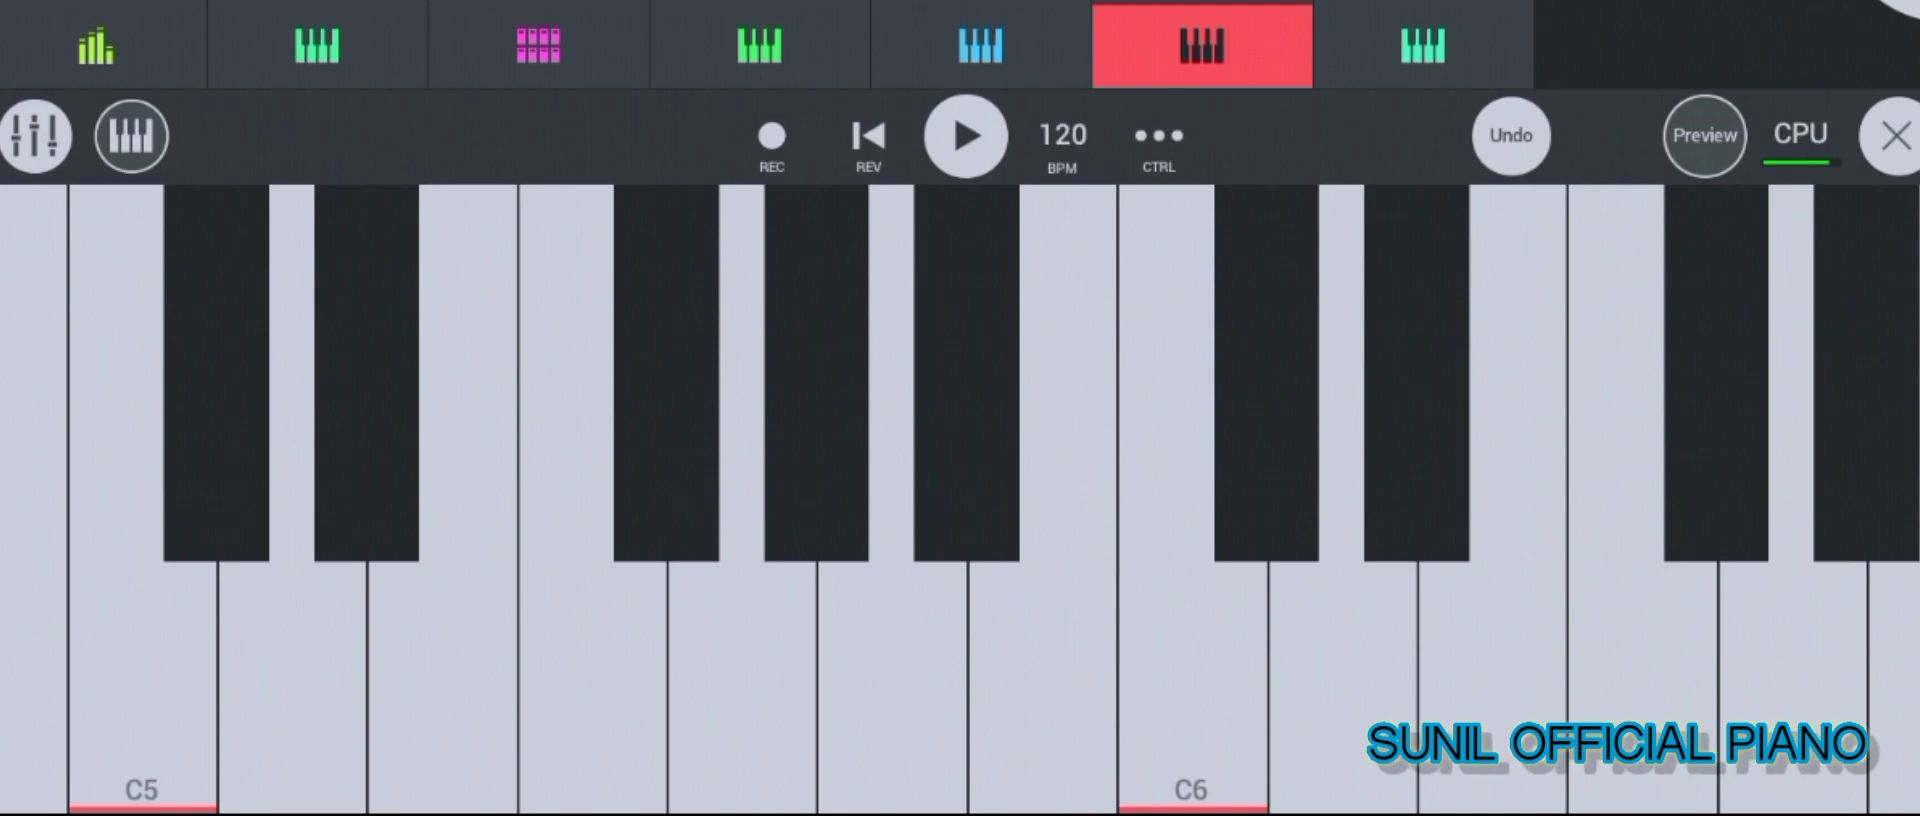 120
REC
REV
BPM
CTRL
Undo
Preview
CPU
C5
C6
SUNIL OFFICIAL PIANO